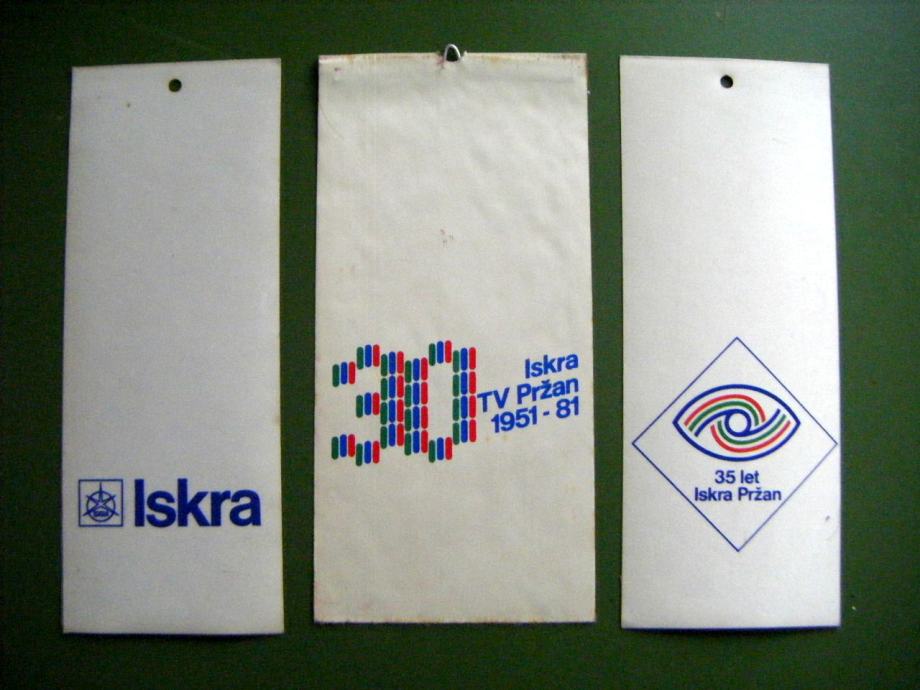 Iskra
30
Iskra
TV Pržan
1951 - 81
35 let
Iskra Pržan